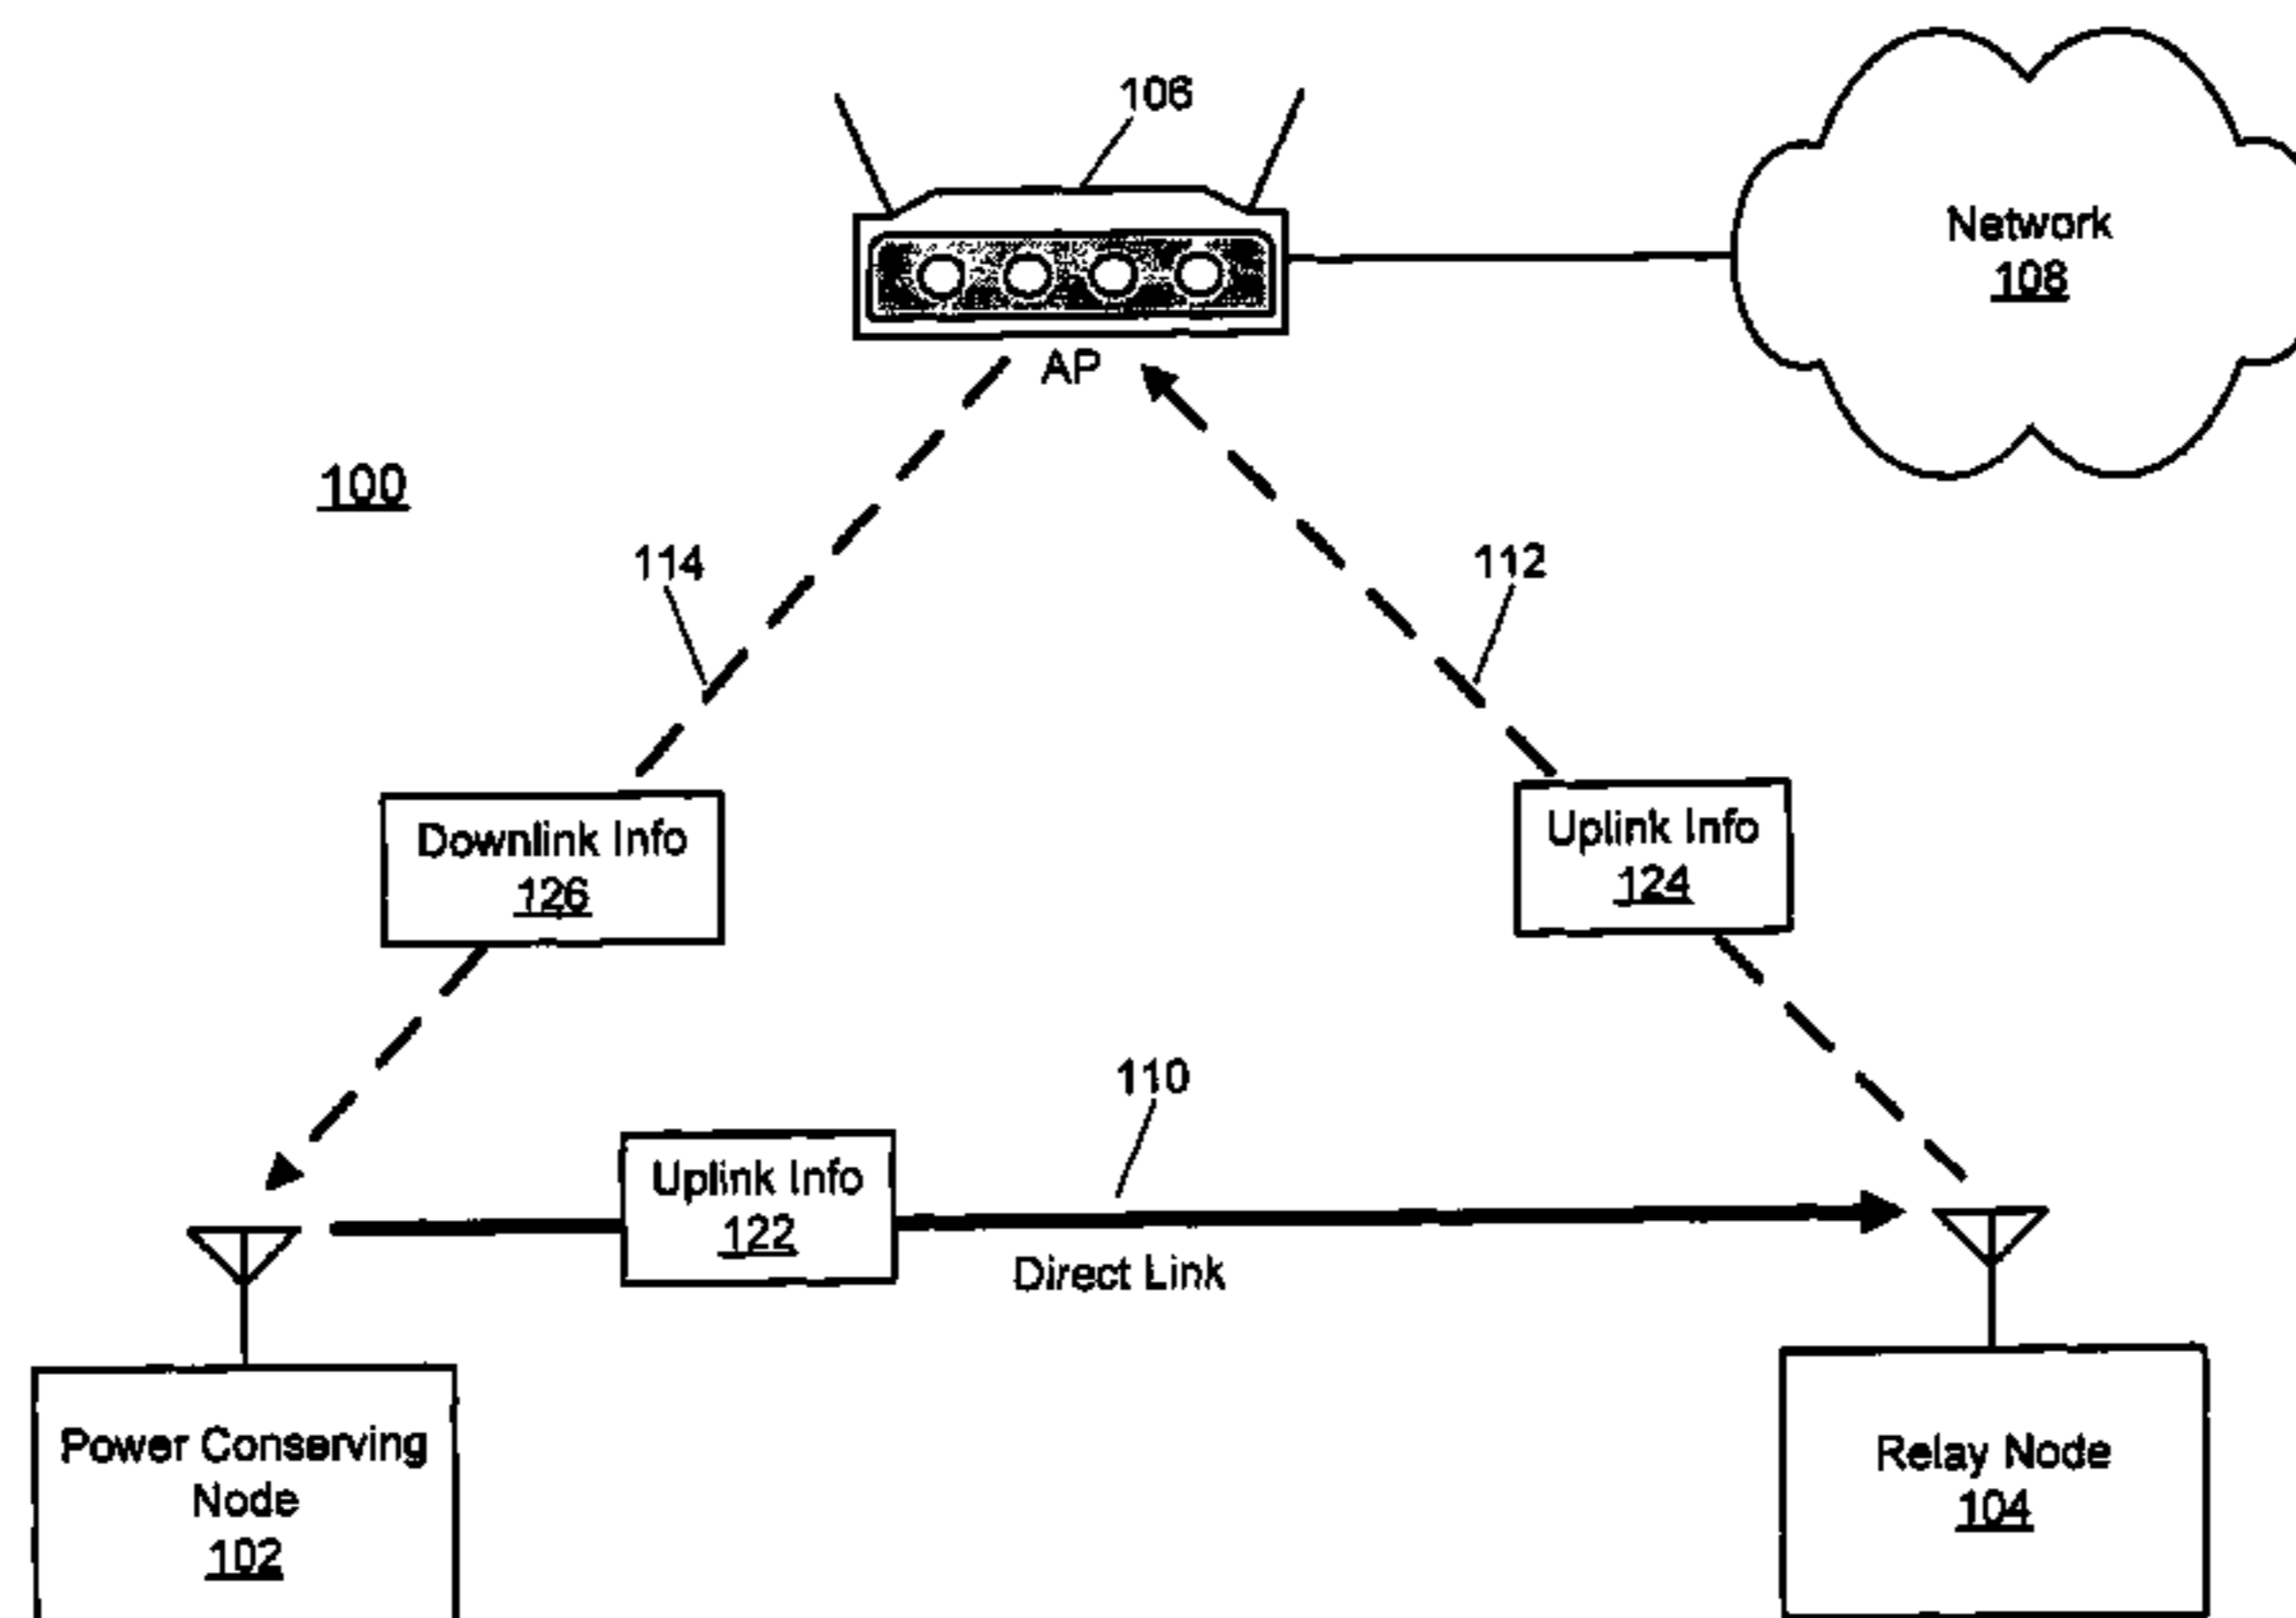 106
Network
108
AP
100
114
112
Downlink Info
126
Uplink Info
124
110
Uplink Info
122
Direct Link
Power Conserving
Node
102
Relay Node
104